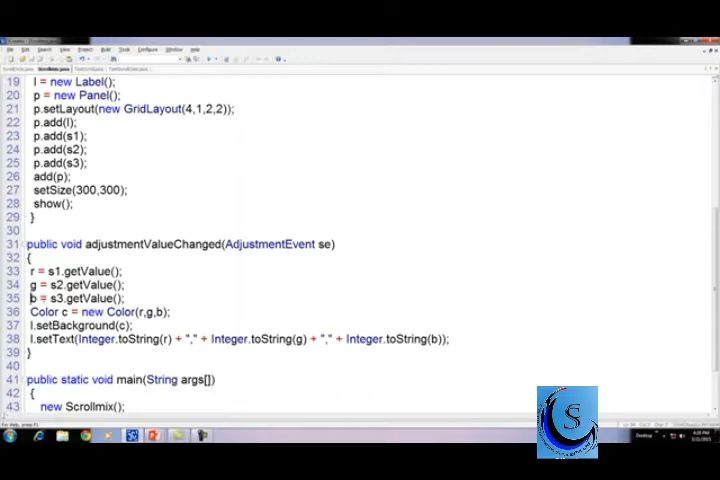 19 l = new Label();
20 p = new Panel();
21 p.setLayout(new GridLayout(4,1,2,2));
22 p.add(l);
23 p.add(s1);
24 p.add(s2);
25 p.add(s3);
26 add(p);
27 setSize(300,300);
28 show();
29 }
30
31 public void adjustmentValueChanged(AdjustmentEvent se)
32 {
33 r = s1.getValue();
34 g = s2.getValue();
35 b = s3.getValue();
36 Color c = new Color(r,g,b);
37 l.setBackground(c);
38 l.setText(Integer.toString(r) + "," + Integer.toString(g) + "," + Integer.toString(b));
39 }
40
41 public static void main(String args[])
42 {
43 new Scrollmix();
Desktop
S